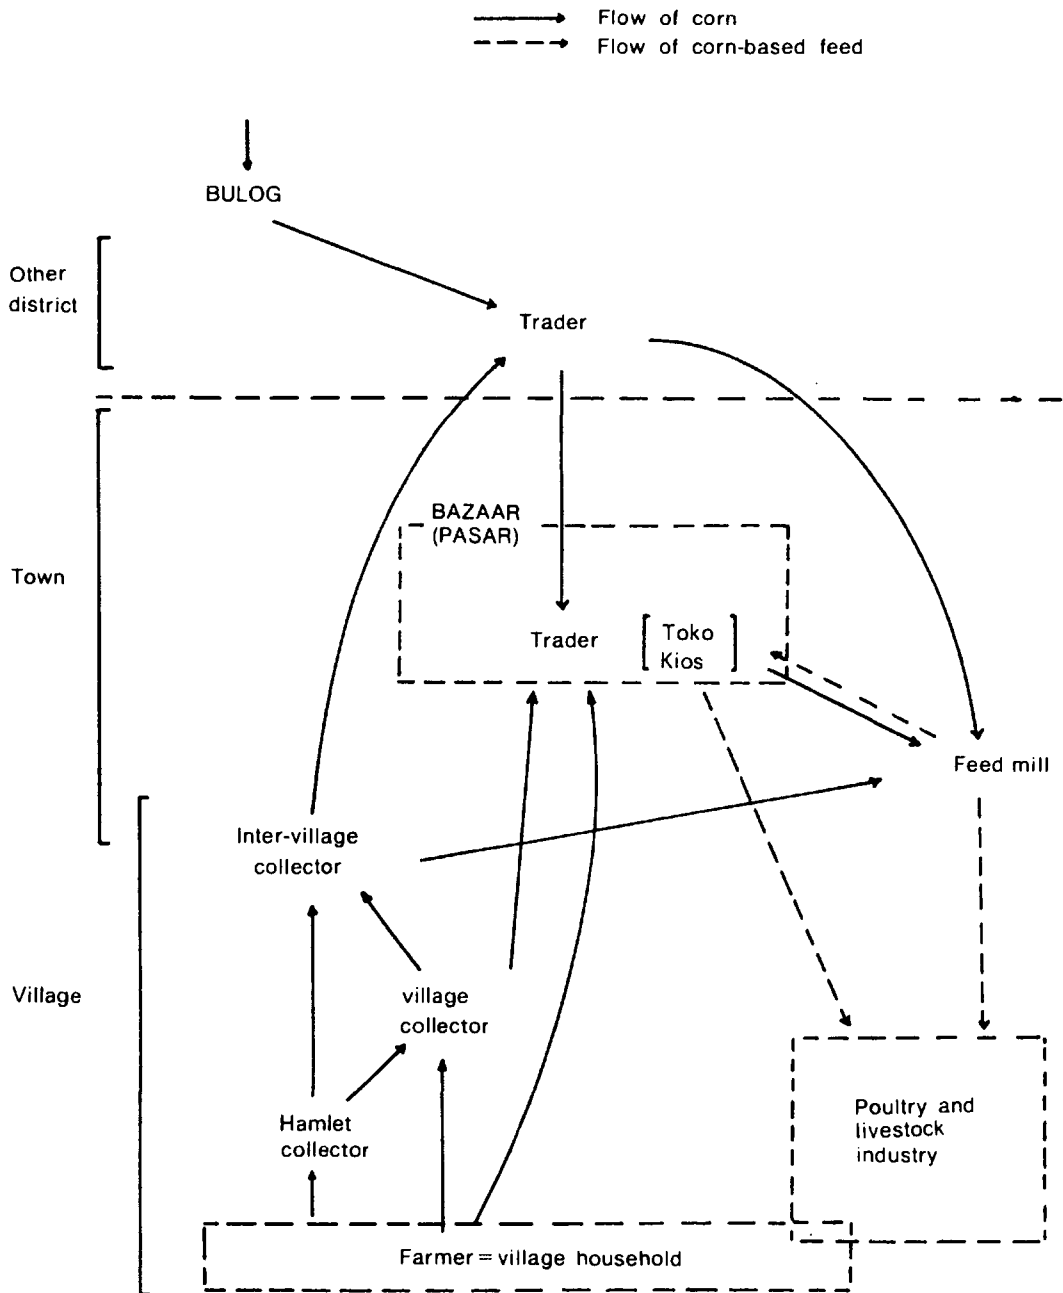 Flow of corn
Flow of corn-based feed
BULOG
Other
district
Trader
BAZAAR
(PASAR)
Town
Trader
Toko
Kios
Feed mill
Inter-village
collector
Village
village
collector
Hamlet
collector
Poultry and
livestock
industry
Farmer = village household